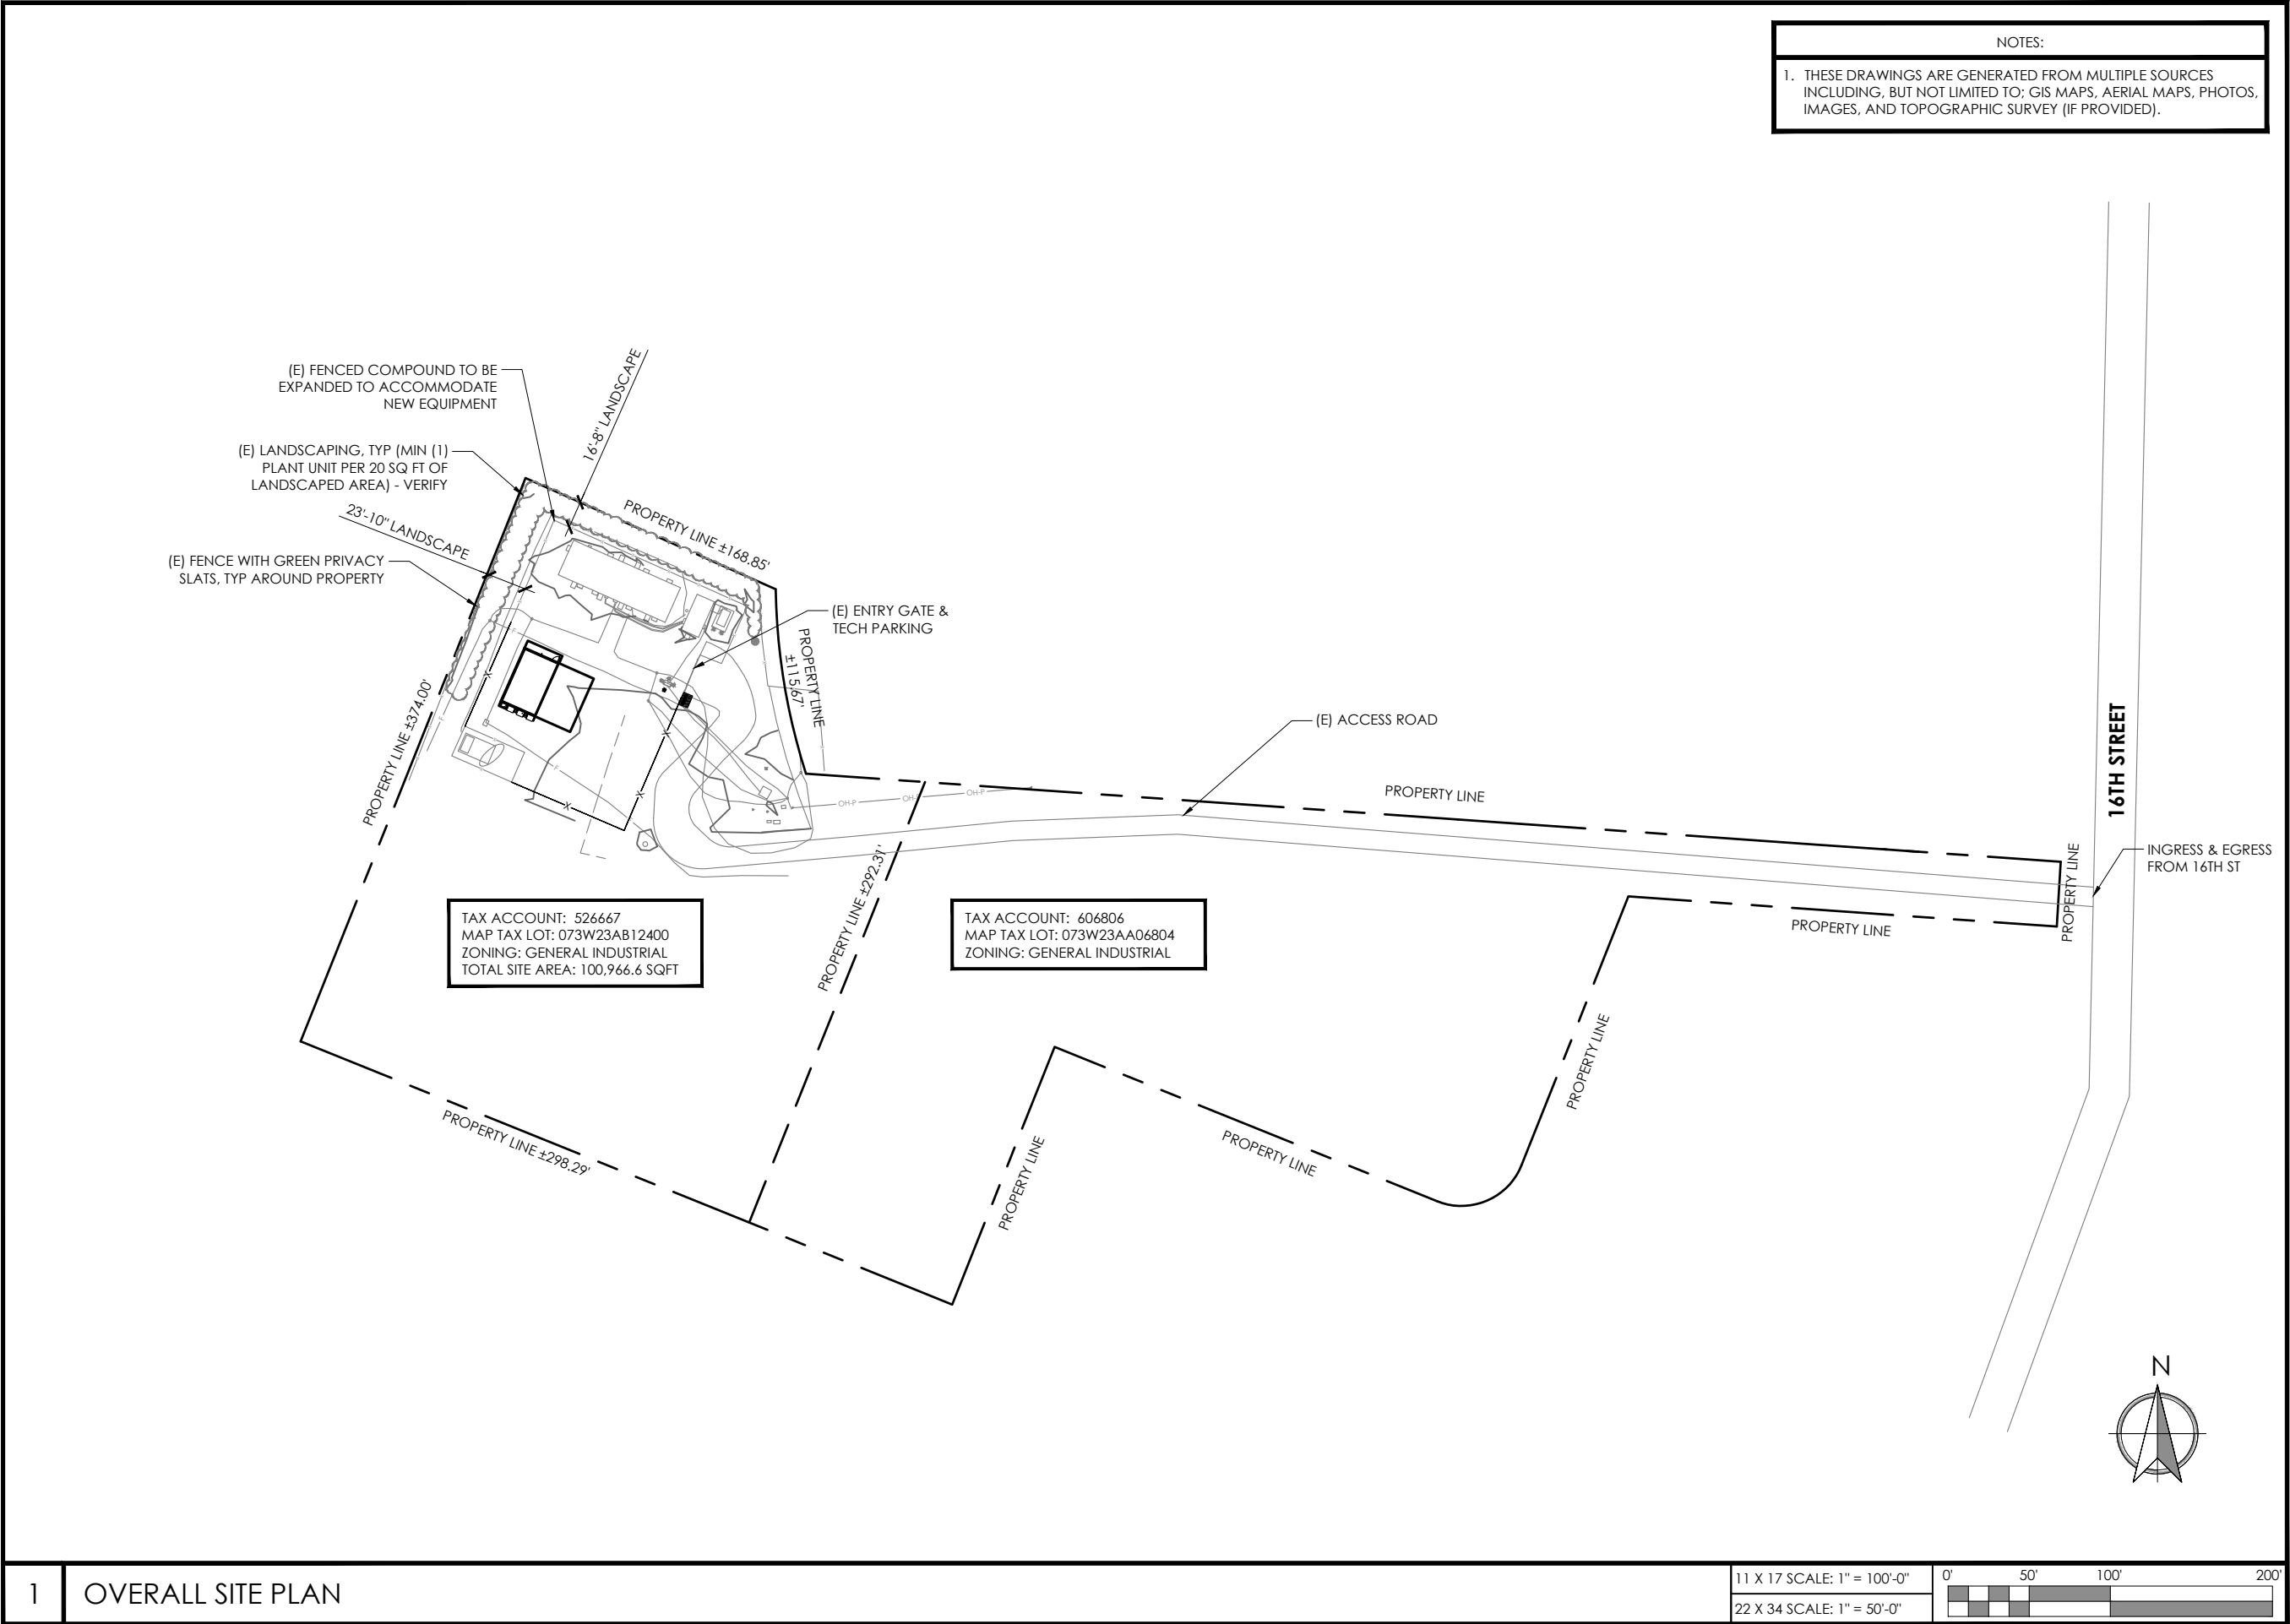 NOTES:
1. THESE DRAWINGS ARE GENERATED FROM MULTIPLE SOURCES
INCLUDING, BUT NOT LIMITED TO; GIS MAPS, AERIAL MAPS, PHOTOS,
IMAGES, AND TOPOGRAPHIC SURVEY (IF PROVIDED).
(E) FENCED COMPOUND TO BE
EXPANDED TO ACCOMMODATE
NEW EQUIPMENT
16'-8" LANDSCAPE
(E) LANDSCAPING, TYP (MIN (1)
PLANT UNIT PER 20 SQ FT OF
LANDSCAPED AREA) - VERIFY
23'-10" LANDSCAPE
PROPERTY LINE ±168.85'
(E) FENCE WITH GREEN PRIVACY
SLATS, TYP AROUND PROPERTY
(E) ENTRY GATE &
TECH PARKING
PROPERTY LINE
±115.67'
PROPERTY LINE ±374.00'
X
X
X
X
F
F
F
(E) ACCESS ROAD
OH-P
OH-P
OH-P
PROPERTY LINE
16TH STREET
INGRESS & EGRESS
FROM 16TH ST
PROPERTY LINE
PROPERTY LINE
PROPERTY LINE ±292.31'
TAX ACCOUNT: 526667
MAP TAX LOT: 073W23AB12400
ZONING: GENERAL INDUSTRIAL
TOTAL SITE AREA: 100,966.6 SQFT
TAX ACCOUNT: 606806
MAP TAX LOT: 073W23AA06804
ZONING: GENERAL INDUSTRIAL
PROPERTY LINE
PROPERTY LINE ±298.29'
PROPERTY LINE
PROPERTY LINE
N
1
OVERALL SITE PLAN
11 X 17 SCALE: 1" = 100'-0"
22 X 34 SCALE: 1" = 50'-0"
0'
50'
100'
200'